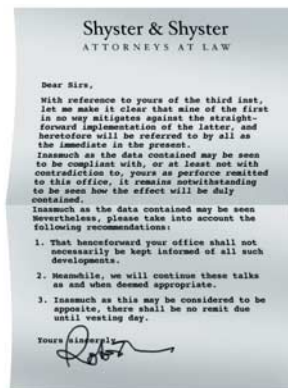 Shyster & Shyster
ATTORNEYS AT LAW
Dear Sirs,
With reference to yours of the third inst,
let me make it clear that mine of the first
in no way mitigates against the straight-
forward implementation of the latter, and
heretofore will be referred to by all as
the immediate in the present.
Inasmuch as the data contained may be seen
to be compliant with, or at least not with
contradiction to, yours as perforce remitted
to this office, it remains notwithstanding
to be seen how the effect will be duly
contained.
Inasmuch as the data contained may be seen
Nevertheless, please take into account the
following recommendations:
1. That henceforward your office shall not
necessarily be kept informed of all such
developments.
2. Meanwhile, we will continue these talks
as and when deemed appropriate.
3. Inasmuch as this may be considered to be
apposite, there shall be no remit due
until vesting day.
Yours sincerely